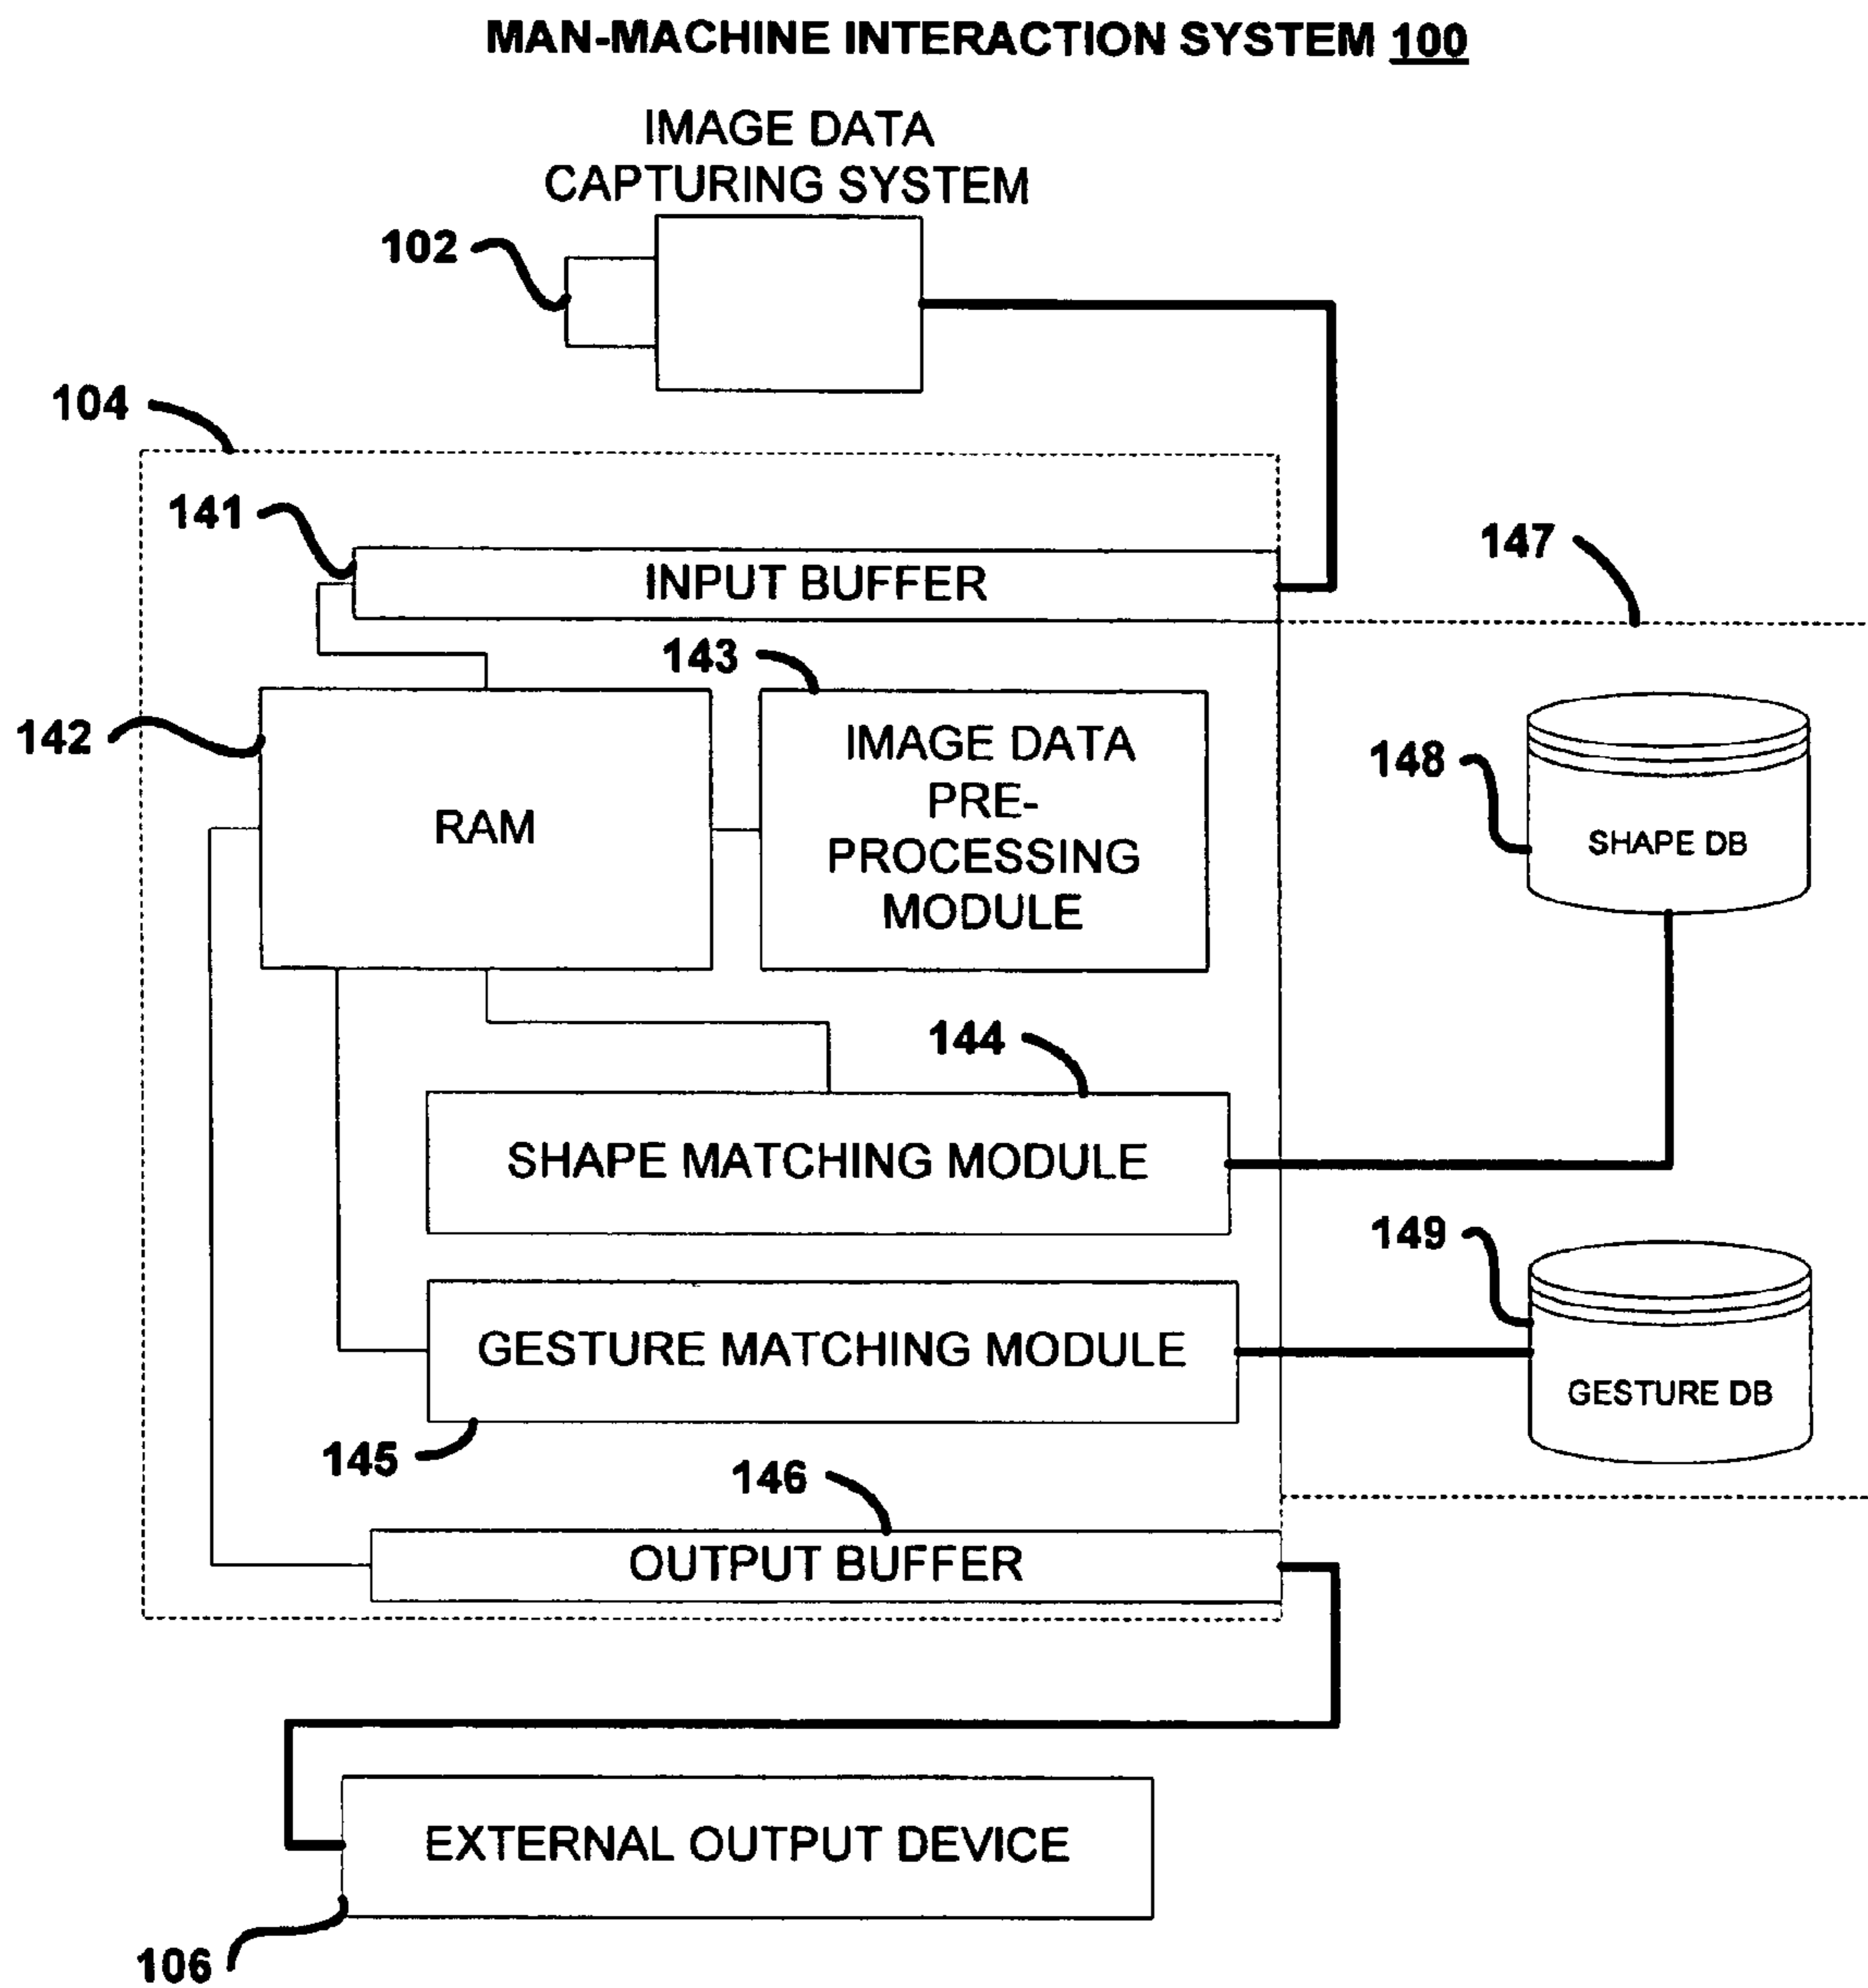 MAN-MACHINE INTERACTION SYSTEM 100
IMAGE DATA
CAPTURING SYSTEM
102
104
141
INPUT BUFFER
147
143
142
RAM
IMAGE DATA
PRE-
PROCESSING
MODULE
148
SHAPE DB
144
SHAPE MATCHING MODULE
149
GESTURE MATCHING MODULE
GESTURE DB
145
146
OUTPUT BUFFER
EXTERNAL OUTPUT DEVICE
106